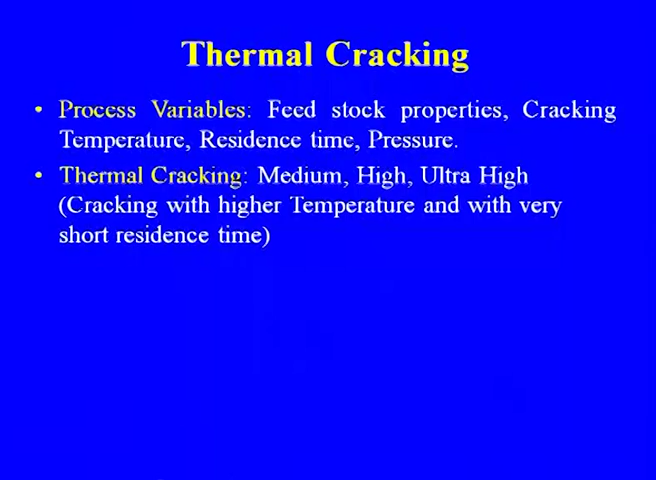 Thermal Cracking
• Process Variables: Feed stock properties, Cracking
Temperature, Residence time, Pressure.
• Thermal Cracking: Medium, High, Ultra High
(Cracking with higher Temperature and with very
short residence time)